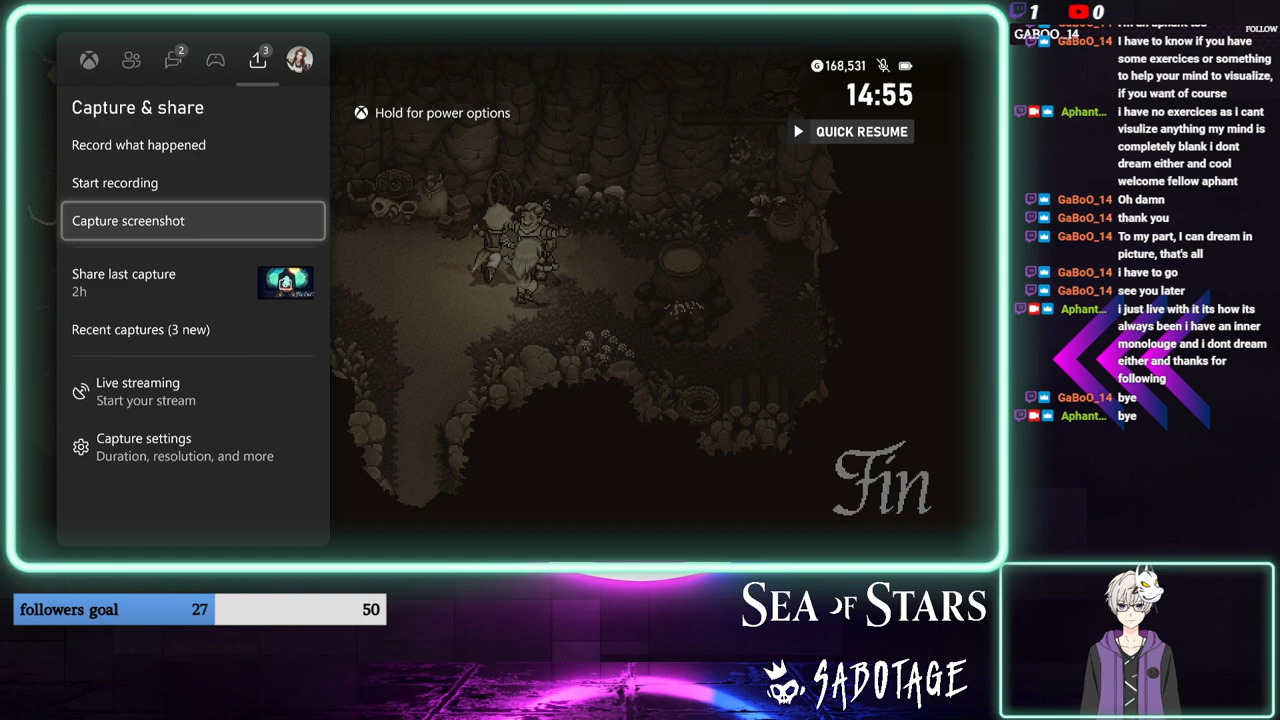 2
3
Capture & share
Record what happened
Start recording
Capture screenshot
Share last capture
2h
Recent captures (3 new)
Live streaming
Start your stream
Capture settings
Duration, resolution, and more
Hold for power options
G 168,531
14:55
QUICK RESUME
Fin
1
0
GABOO_14
FOLLOW
GaBoO_14 I have to know if you have
some exercices or something
to help your mind to visualize,
if you want of course
Aphant... i have no exercices as i cant
visulize anything my mind is
completely blank i dont
dream either and cool
welcome fellow aphant
GaBoO_14 Oh damn
GaBoO_14 thank you
GaBoO_14 To my part, I can dream in
picture, that's all
GaBoO_14 i have to go
GaBoO_14 see you later
Aphant... i just live with it its how its
always been i have an inner
monolouge and i dont dream
either and thanks for
following
GaBoO_14 bye
Aphant... bye
followers goal 27 50
SEA OF STARS
SABOTAGE